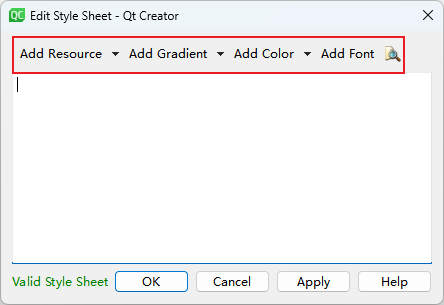 QC Edit Style Sheet - Qt Creator
Add Resource Add Gradient Add Color Add Font
Valid Style Sheet OK Cancel Apply Help